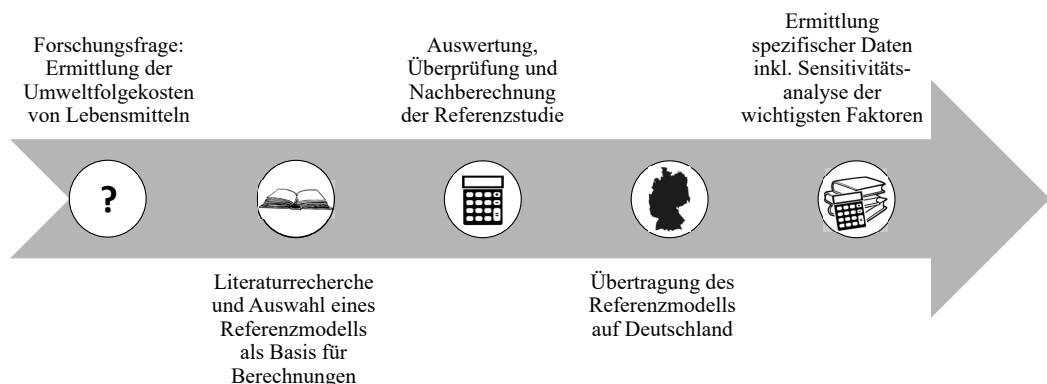 Forschungsfrage:
Ermittlung der
Umweltfolgekosten
von Lebensmitteln
?
Literaturrecherche
und Auswahl eines
Referenzmodells
als Basis für
Berechnungen
Auswertung,
Überprüfung und
Nachberechnung
der Referenzstudie
Übertragung des
Referenzmodells
auf Deutschland
Ermittlung
spezifischer Daten
inkl. Sensitivitäts-
analyse der
wichtigsten Faktoren